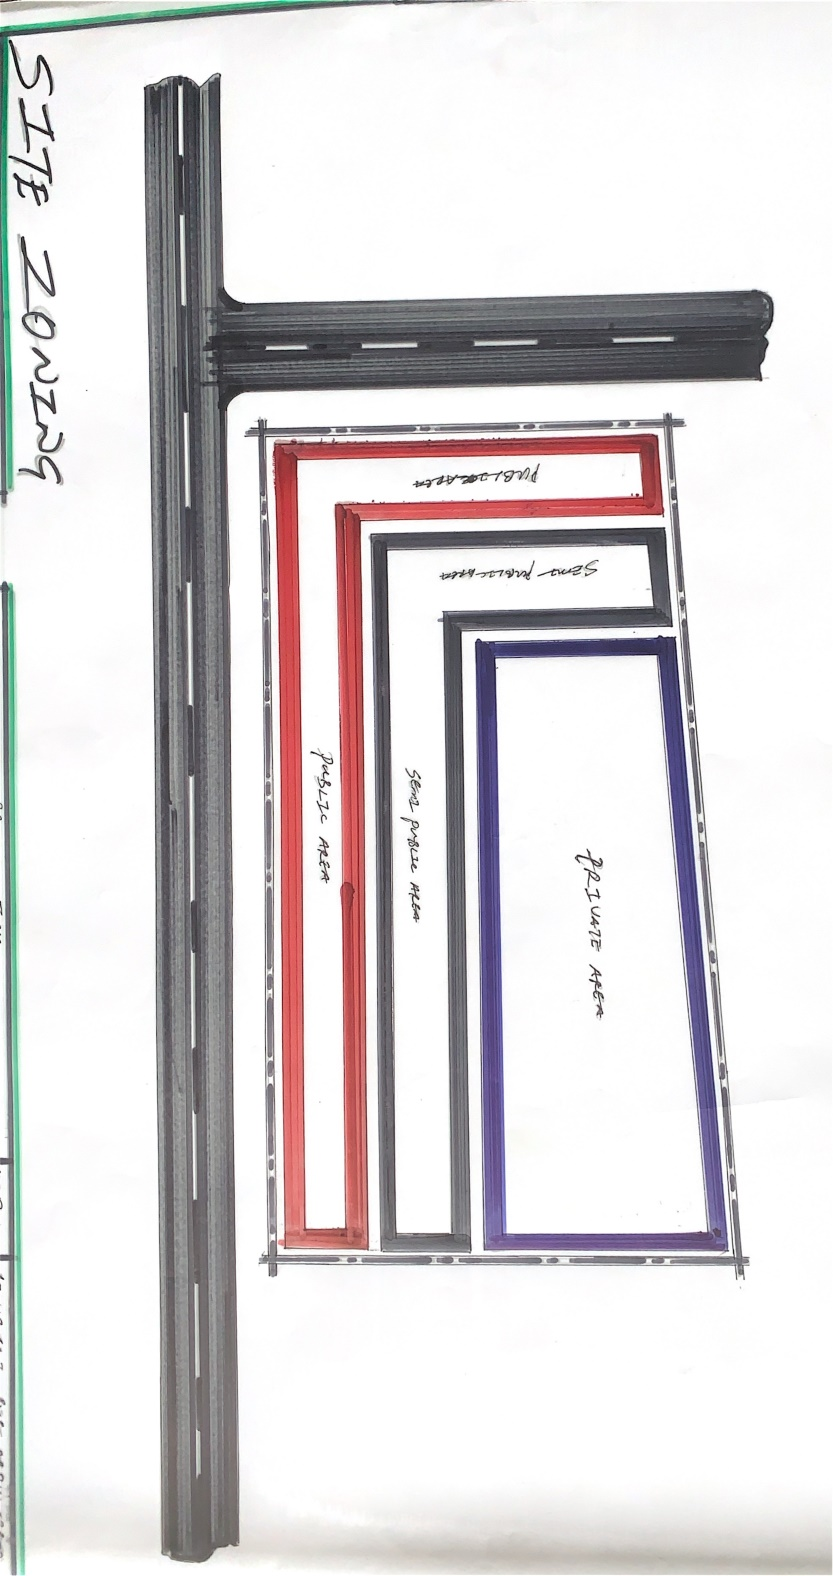 SITE ZONING
PUBLIC AREA
SEMI PUBLIC AREA
PUBLIC AREA
SEMI PUBLIC AREA
PRIVATE AREA